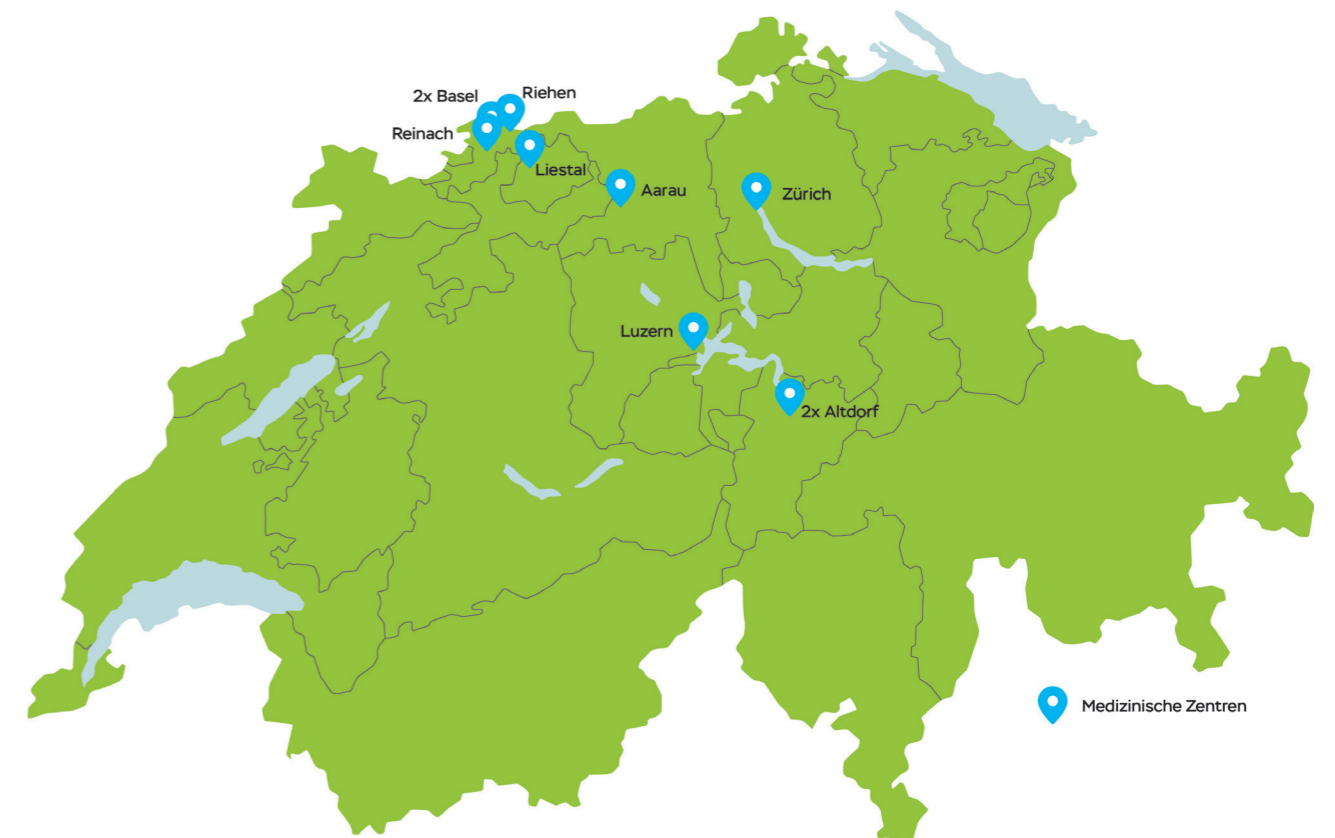 Riehen
2x Basel
Reinach
Liestal
Aarau
Zürich
Luzern
2x Altdorf
Medizinische Zentren